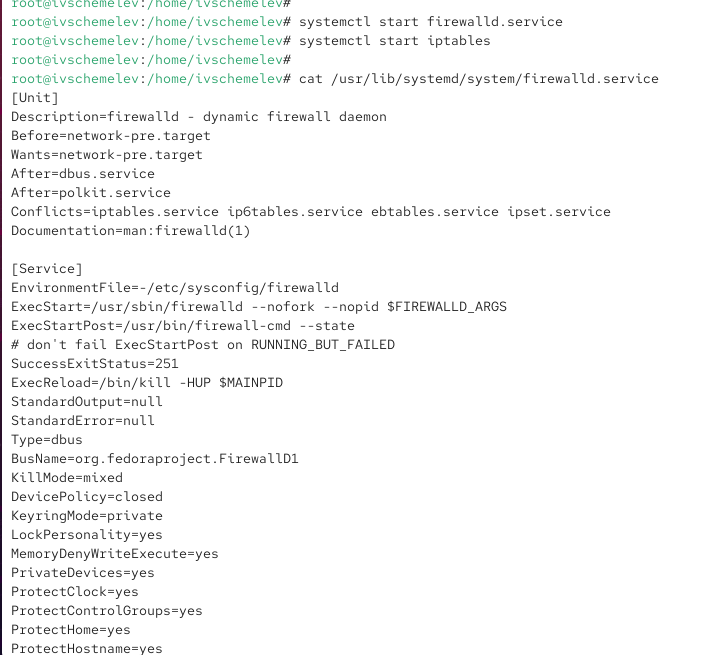 root@ivschemelev:/home/ivschemelev#
root@ivschemelev:/home/ivschemelev# systemctl start firewalld.service
root@ivschemelev:/home/ivschemelev# systemctl start iptables
root@ivschemelev:/home/ivschemelev#
root@ivschemelev:/home/ivschemelev# cat /usr/lib/systemd/system/firewalld.service
[Unit]
Description=firewalld - dynamic firewall daemon
Before=network-pre.target
Wants=network-pre.target
After=dbus.service
After=polkit.service
Conflicts=iptables.service ip6tables.service ebtables.service ipset.service
Documentation=man:firewalld(1)

[Service]
EnvironmentFile=-/etc/sysconfig/firewalld
ExecStart=/usr/sbin/firewalld --nofork --nopid $FIREWALLD_ARGS
ExecStartPost=/usr/bin/firewall-cmd --state
# don't fail ExecStartPost on RUNNING_BUT_FAILED
SuccessExitStatus=251
ExecReload=/bin/kill -HUP $MAINPID
StandardOutput=null
StandardError=null
Type=dbus
BusName=org.fedoraproject.FirewallD1
KillMode=mixed
DevicePolicy=closed
KeyringMode=private
LockPersonality=yes
MemoryDenyWriteExecute=yes
PrivateDevices=yes
ProtectClock=yes
ProtectControlGroups=yes
ProtectHome=yes
ProtectHostname=yes